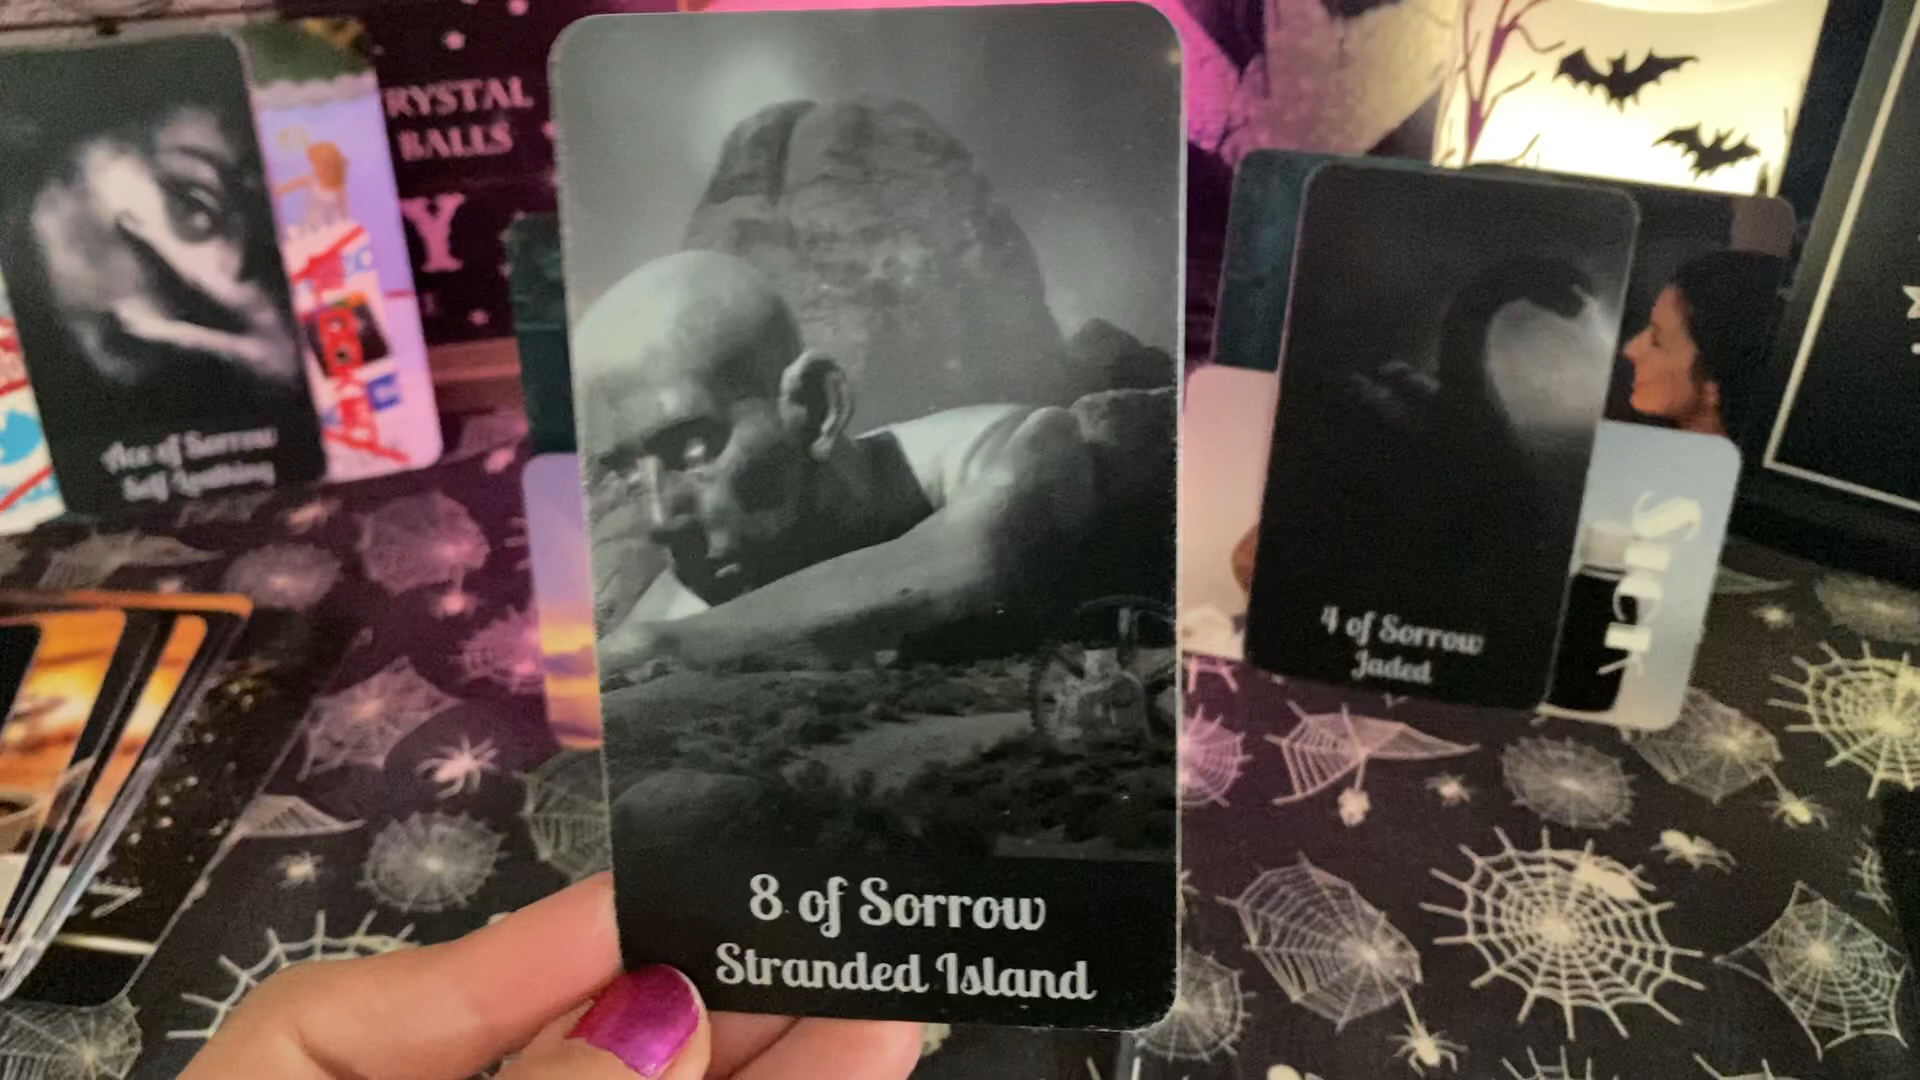 RYSTAL
BALLS
Y
Ace of Sorrow
Self Loathing
8 of Sorrow
Stranded Island
4 of Sorrow
Jaded